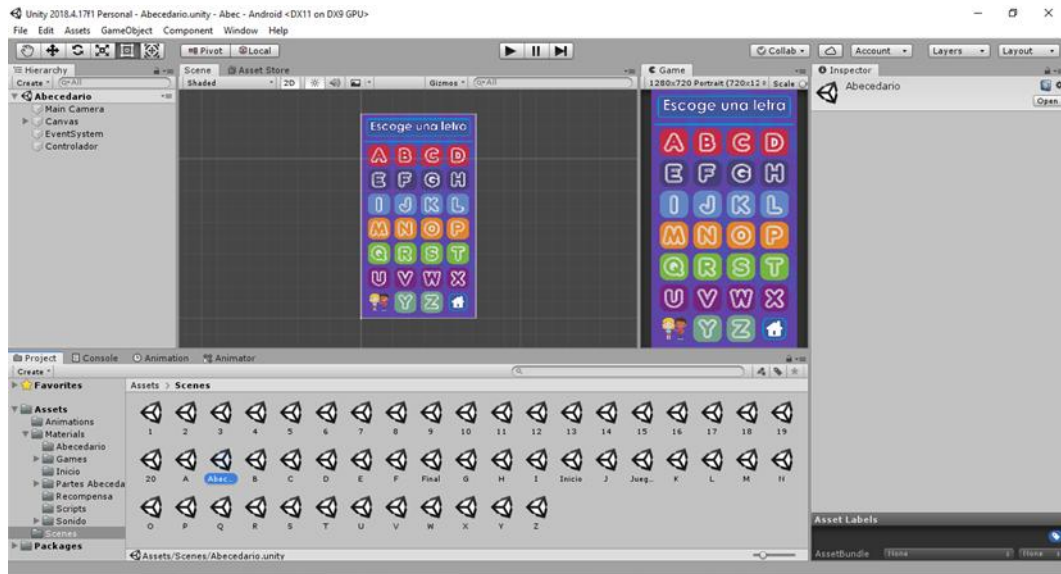 Unity 2018.4.17f1 Personal - Abecedario.unity - Abec - Android <DX11 on DX9 GPU>
File Edit Assets GameObject Component Window Help
Pivot Local Collab Account Layers Layout
Hierarchy Scene Asset Store Game Inspector
Create All Shaded 2D Gizmos All 1280x720 Portrait (720x12 Scale
Abecedario
Main Camera
Canvas
EventSystem
Controlador
Abecedario
Open
Escoge una letra
A B C D
E F G H
I J K L
M N O P
Q R S T
U V W X
Y Z
Escoge una letra
A B C D
E F G H
I J K L
M N O P
Q R S T
U V W X
Y Z
Project Console Animation Animator
Create
Favorites
Assets
Animations
Materials
Abecedario
Games
Inicio
Partes Abeceda
Recompensa
Scripts
Sonido
Scenes
Packages
Assets > Scenes
1 2 3 4 5 6 7 8 9 10 11 12 13 14 15 16 17 18 19
20 A Abec... B C D E F Final G H I Inicio J Jueg... K L M N
O P Q R S T U V W X Y Z
Assets/Scenes/Abecedario.unity
Asset Labels
AssetBundle None None